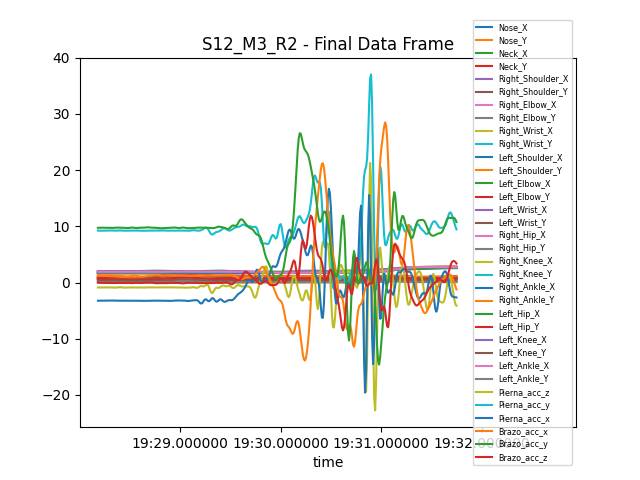 S12_M3_R2 - Final Data Frame
40
30
20
10
0
−10
−20
19:29.000000
19:30.000000
19:31.000000
19:32.000000
time
Nose_X
Nose_Y
Neck_X
Neck_Y
Right_Shoulder_X
Right_Shoulder_Y
Right_Elbow_X
Right_Elbow_Y
Right_Wrist_X
Right_Wrist_Y
Left_Shoulder_X
Left_Shoulder_Y
Left_Elbow_X
Left_Elbow_Y
Left_Wrist_X
Left_Wrist_Y
Right_Hip_X
Right_Hip_Y
Right_Knee_X
Right_Knee_Y
Right_Ankle_X
Right_Ankle_Y
Left_Hip_X
Left_Hip_Y
Left_Knee_X
Left_Knee_Y
Left_Ankle_X
Left_Ankle_Y
Pierna_acc_z
Pierna_acc_y
Pierna_acc_x
Brazo_acc_x
Brazo_acc_y
Brazo_acc_z